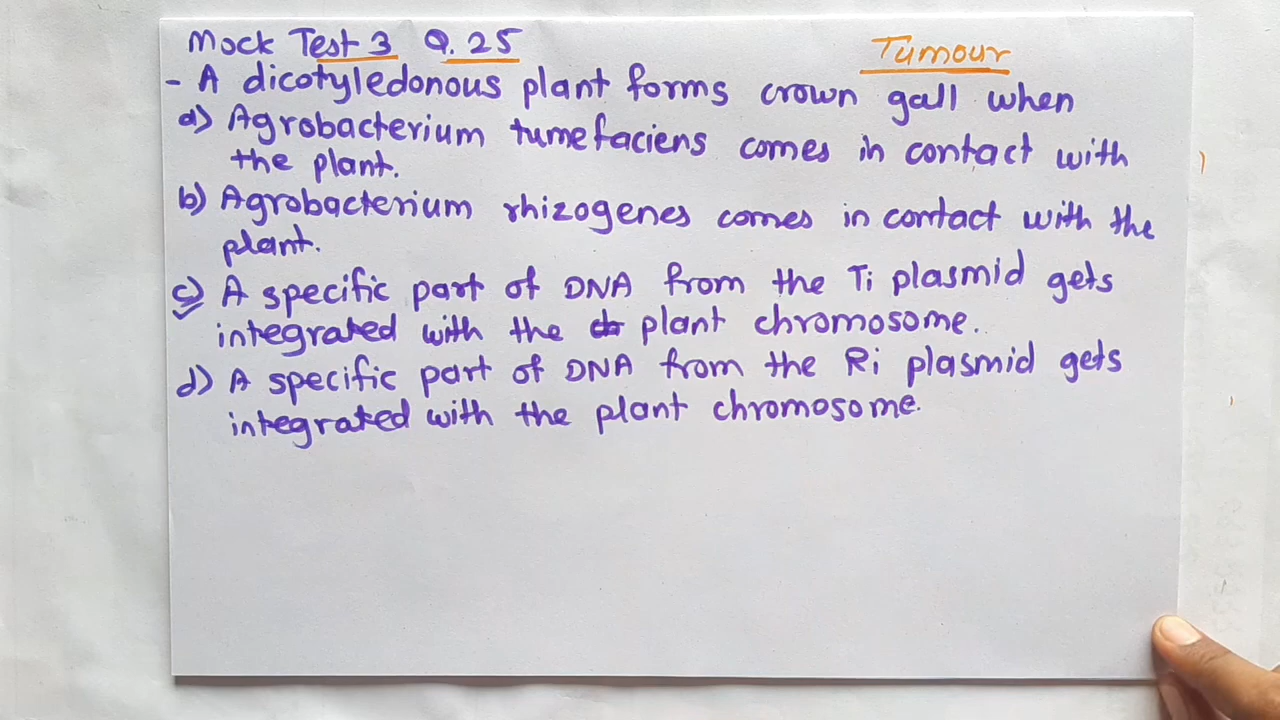 Mock Test 3 Q. 25
Tumour
- A dicotyledonous plant forms crown gall when
a) Agrobacterium tumefaciens comes in contact with
the plant.
b) Agrobacterium rhizogenes comes in contact with the
plant.
c) A specific part of DNA from the Ti plasmid gets
integrated with the plant chromosome.
d) A specific part of DNA from the Ri plasmid gets
integrated with the plant chromosome.